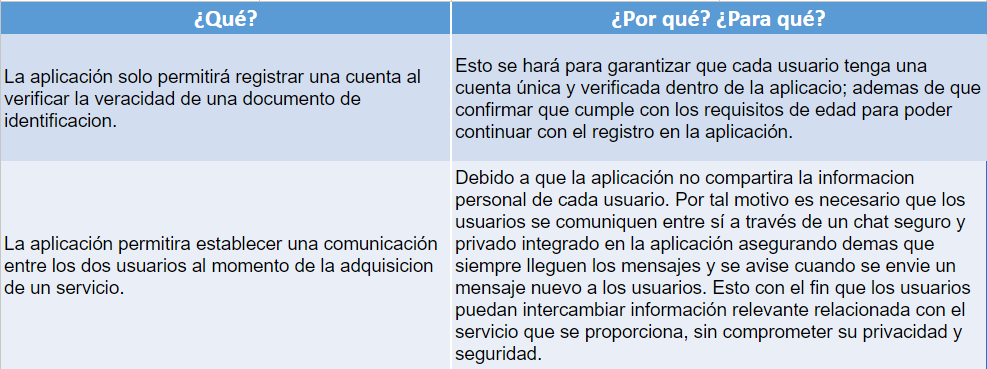 ¿Qué?
¿Por qué? ¿Para qué?
La aplicación solo permitirá registrar una cuenta al
verificar la veracidad de una documento de
identificacion.
Esto se hará para garantizar que cada usuario tenga una
cuenta única y verificada dentro de la aplicacio; ademas de que
confirmar que cumple con los requisitos de edad para poder
continuar con el registro en la aplicación.
La aplicación permitira establecer una comunicación
entre los dos usuarios al momento de la adquisicion
de un servicio.
Debido a que la aplicación no compartira la informacion
personal de cada usuario. Por tal motivo es necesario que los
usuarios se comuniquen entre sí a través de un chat seguro y
privado integrado en la aplicación asegurando demas que
siempre lleguen los mensajes y se avise cuando se envie un
mensaje nuevo a los usuarios. Esto con el fin que los usuarios
puedan intercambiar información relevante relacionada con el
servicio que se proporciona, sin comprometer su privacidad y
seguridad.